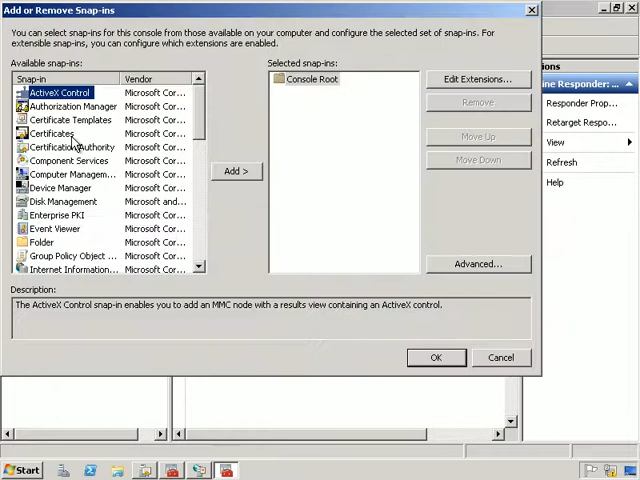 Add or Remove Snap-ins
You can select snap-ins for this console from those available on your computer and configure the selected set of snap-ins. For
extensible snap-ins, you can configure which extensions are enabled.
Available snap-ins:
Snap-in Vendor
ActiveX Control Microsoft Cor...
Authorization Manager Microsoft Cor...
Certificate Templates Microsoft Cor...
Certificates Microsoft Cor...
Certification Authority Microsoft Cor...
Component Services Microsoft Cor...
Computer Managem... Microsoft Cor...
Device Manager Microsoft Cor...
Disk Management Microsoft and...
Enterprise PKI Microsoft Cor...
Event Viewer Microsoft Cor...
Folder Microsoft Cor...
Group Policy Object ... Microsoft Cor...
Internet Information... Microsoft Cor...
Add >
Selected snap-ins:
Console Root
Edit Extensions...
Remove
Move Up
Move Down
Advanced...
Description:
The ActiveX Control snap-in enables you to add an MMC node with a results view containing an ActiveX control.
OK
Cancel
ions
ine Responder: ...
Responder Prop...
Retarget Respo...
View
Refresh
Help
Start